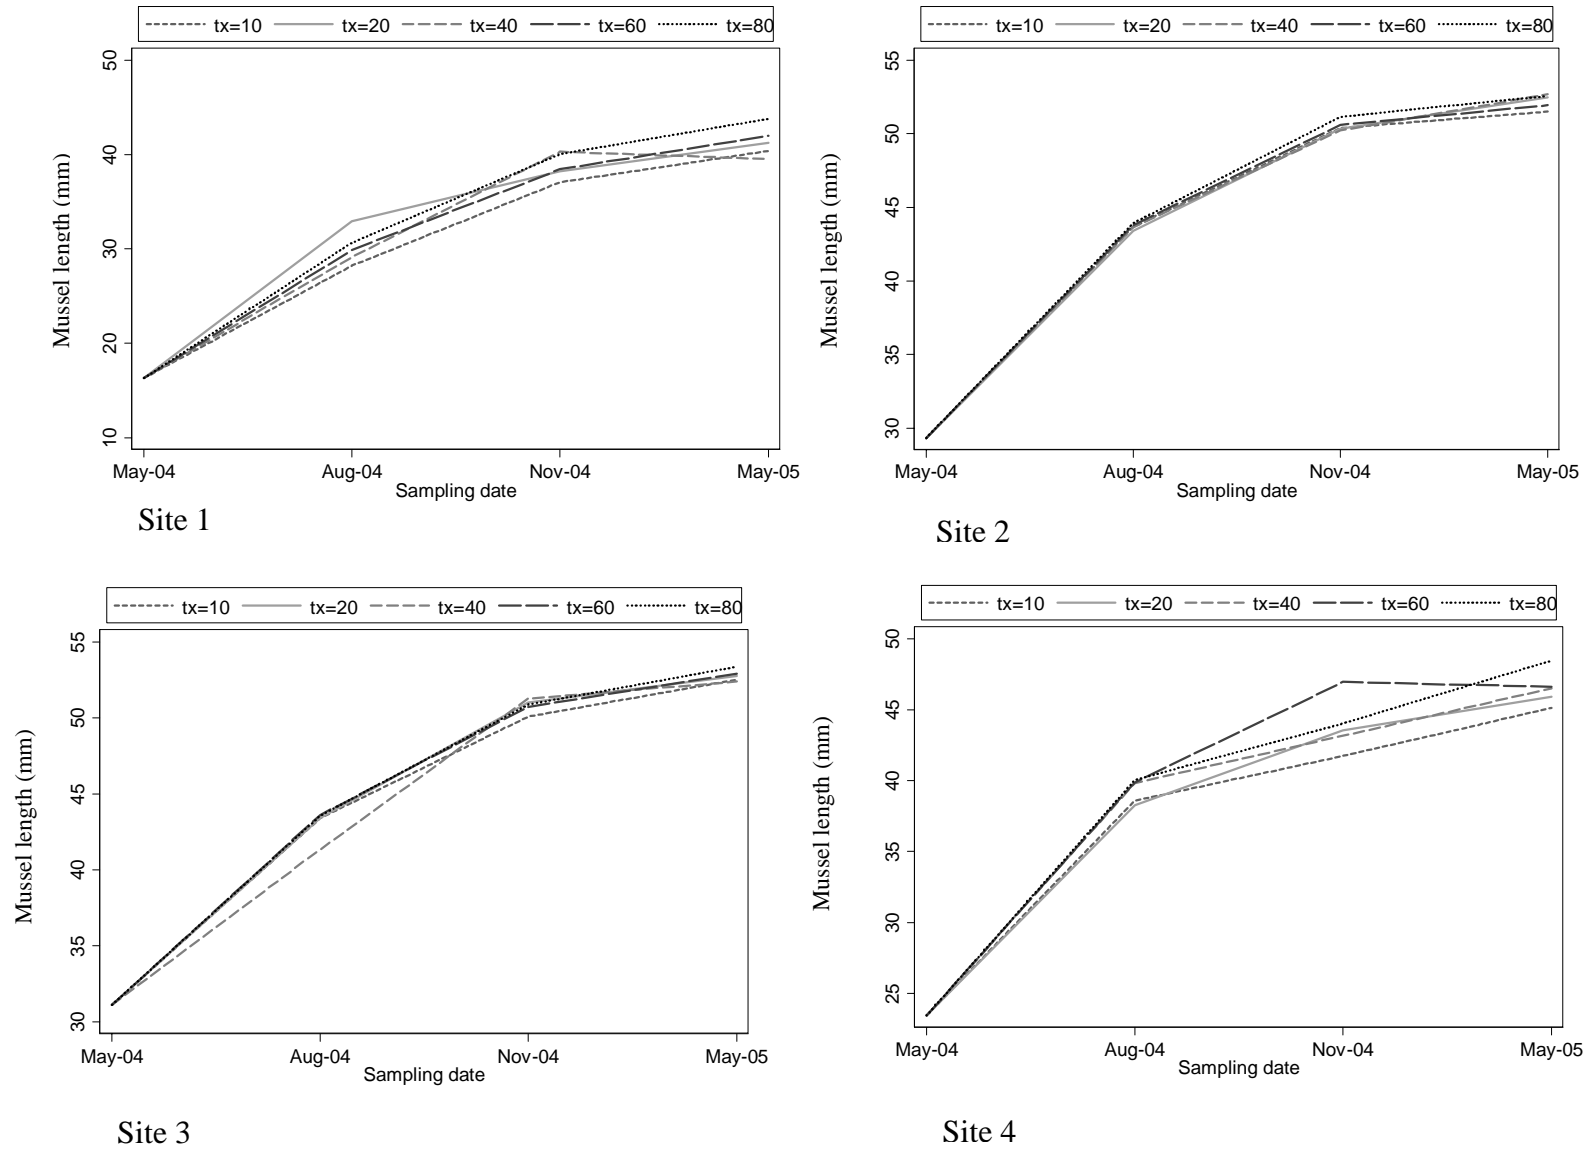 tx=10 tx=20 tx=40 tx=60 tx=80
Mussel length (mm)
50
40
30
20
10
May-04 Aug-04 Nov-04 May-05
Sampling date
Site 1
tx=10 tx=20 tx=40 tx=60 tx=80
Mussel length (mm)
55
50
45
40
35
30
May-04 Aug-04 Nov-04 May-05
Sampling date
Site 2
tx=10 tx=20 tx=40 tx=60 tx=80
Mussel length (mm)
55
50
45
40
35
30
May-04 Aug-04 Nov-04 May-05
Sampling date
Site 3
tx=10 tx=20 tx=40 tx=60 tx=80
Mussel length (mm)
50
45
40
35
30
25
May-04 Aug-04 Nov-04 May-05
Sampling date
Site 4